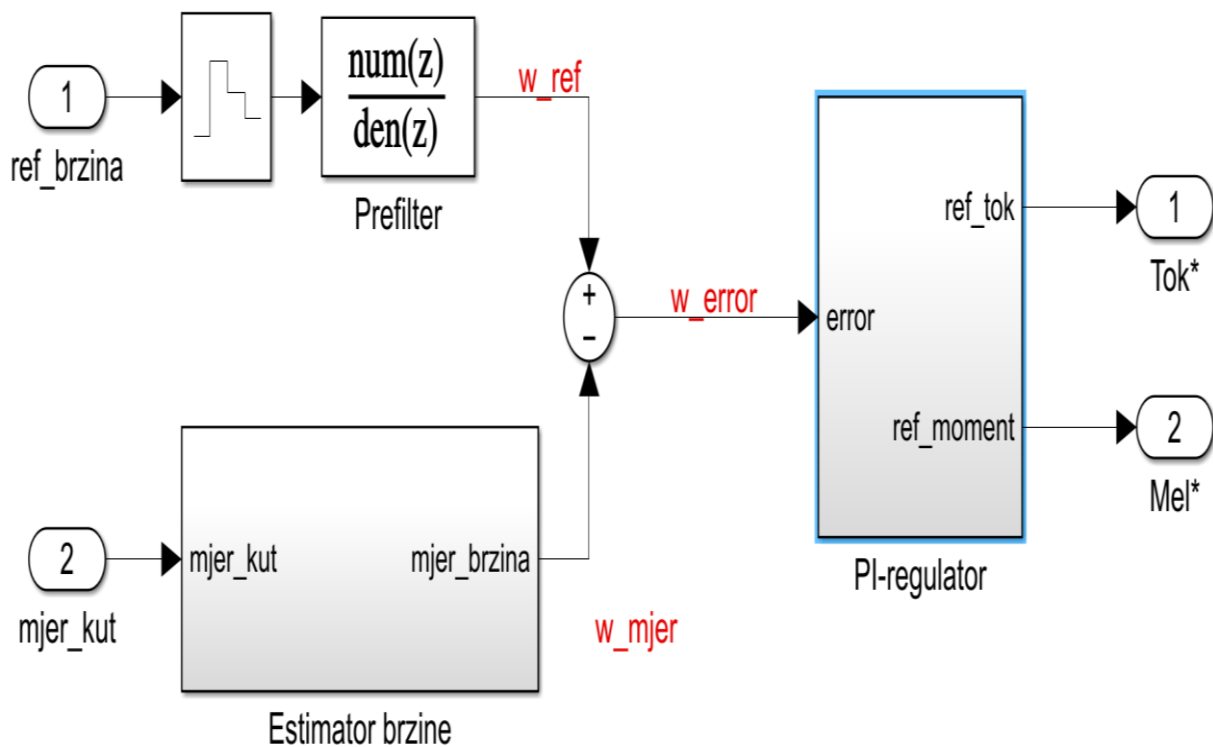 1
ref_brzina
num(z)
den(z)
Prefilter
w_ref
+
−
w_error
error
ref_tok
ref_moment
PI-regulator
1
Tok*
2
Mel*
2
mjer_kut
mjer_kut
mjer_brzina
Estimator brzine
w_mjer